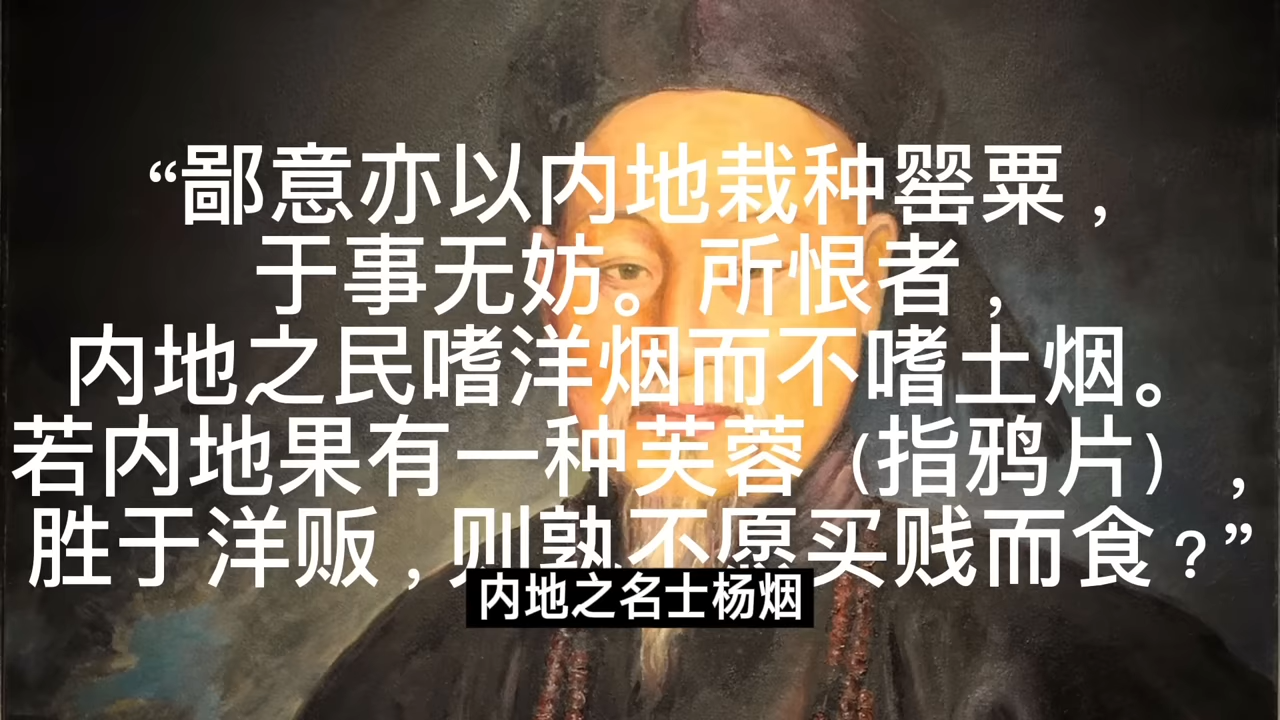 “鄙意亦以内地栽种罂粟，
于事无妨。所恨者，
内地之民嗜洋烟而不嗜土烟。
若内地果有一种芙蓉（指鸦片），
胜于洋贩，则孰不愿买贱而食？”
内地之名士杨烟